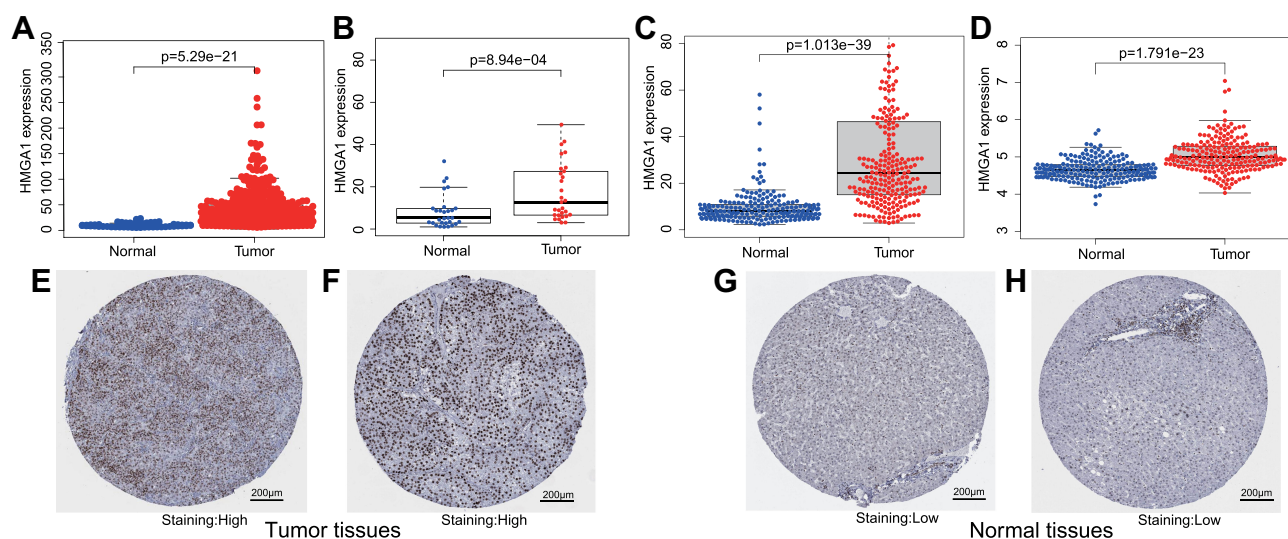 A
HMGA1 expression
350
300
250
200
150
100
50
0
p=5.29e−21
Normal
Tumor
B
HMGA1 expression
80
60
40
20
0
p=8.94e−04
Normal
Tumor
C
HMGA1 expression
80
60
40
20
0
p=1.013e−39
Normal
Tumor
D
HMGA1 expression
8
7
6
5
4
3
p=1.791e−23
Normal
Tumor
E
200μm
Staining:High
F
200μm
Staining:High
Tumor tissues
G
200μm
Staining:Low
H
200μm
Staining:Low
Normal tissues